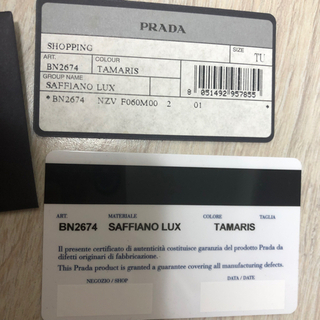 PRADA
SHOPPING
SIZE
ART. COLOUR TU
BN2674 TAMARIS
GROUP NAME
SAFFIANO LUX
*BN2674 NZV F060M00 2 01
8 051492 957855
ART. MATERIALE COLORE TAGLIA
BN2674 SAFFIANO LUX TAMARIS
Il presente certificato di autenticità costituisce garanzia del prodotto Prada da
diletti originari di fabbricazione.
This Prada product is granted a guarantee covering all manufacturing defects.
NEGOZIO / SHOP DATA / DATE